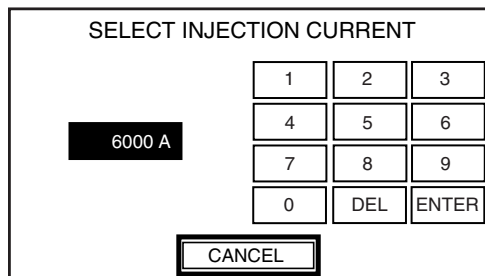 SELECT INJECTION CURRENT
6000 A
1 2 3
4 5 6
7 8 9
0 DEL ENTER
CANCEL